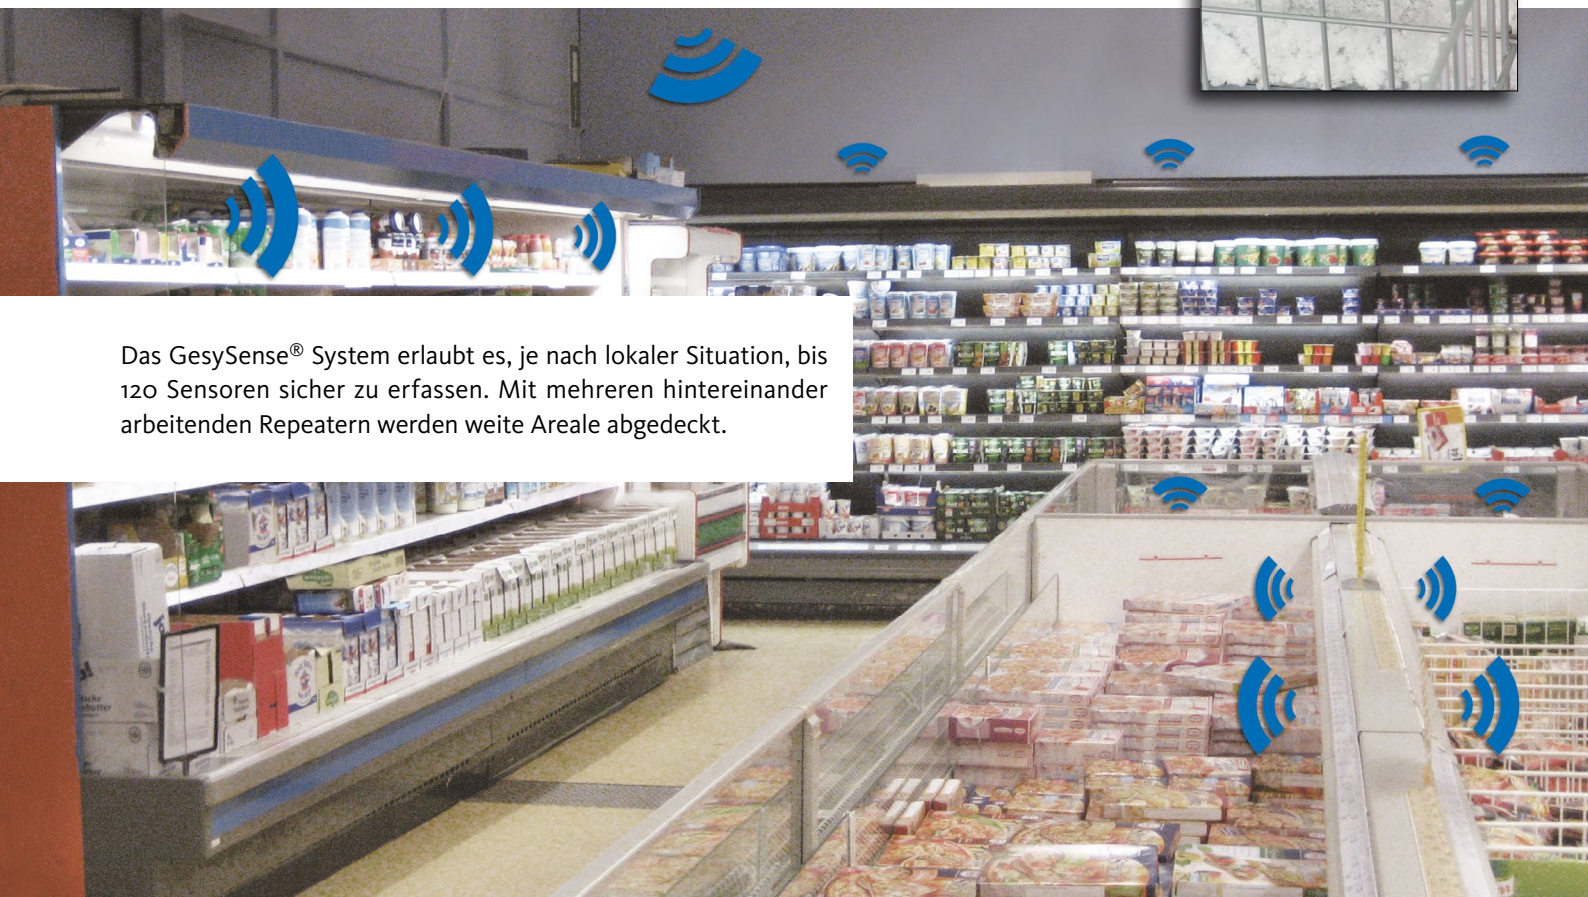 Das GesySense® System erlaubt es, je nach lokaler Situation, bis
120 Sensoren sicher zu erfassen. Mit mehreren hintereinander
arbeitenden Repeatern werden weite Areale abgedeckt.